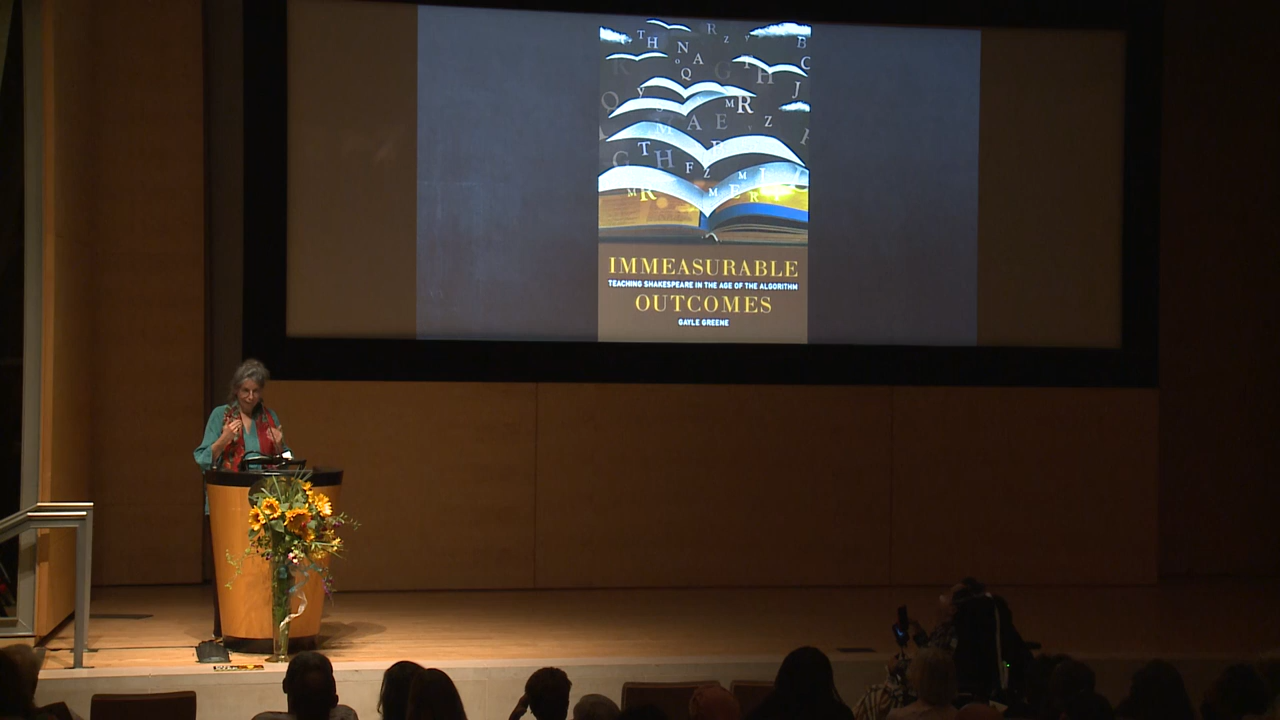 IMMEASURABLE
TEACHING SHAKESPEARE IN THE AGE OF THE ALGORITHM
OUTCOMES
GAYLE GREENE